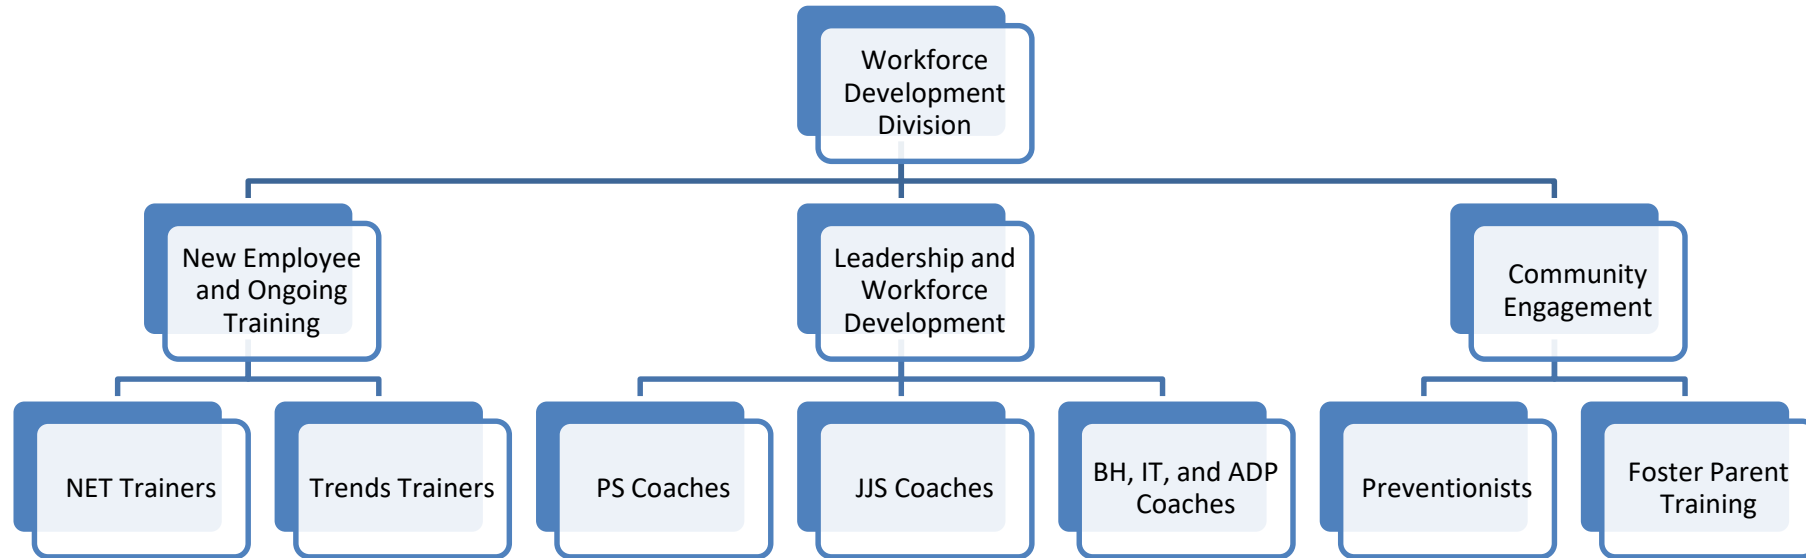 Workforce
Development
Division
New Employee
and Ongoing
Training
Leadership and
Workforce
Development
Community
Engagement
NET Trainers
Trends Trainers
PS Coaches
JJS Coaches
BH, IT, and ADP
Coaches
Preventionists
Foster Parent
Training